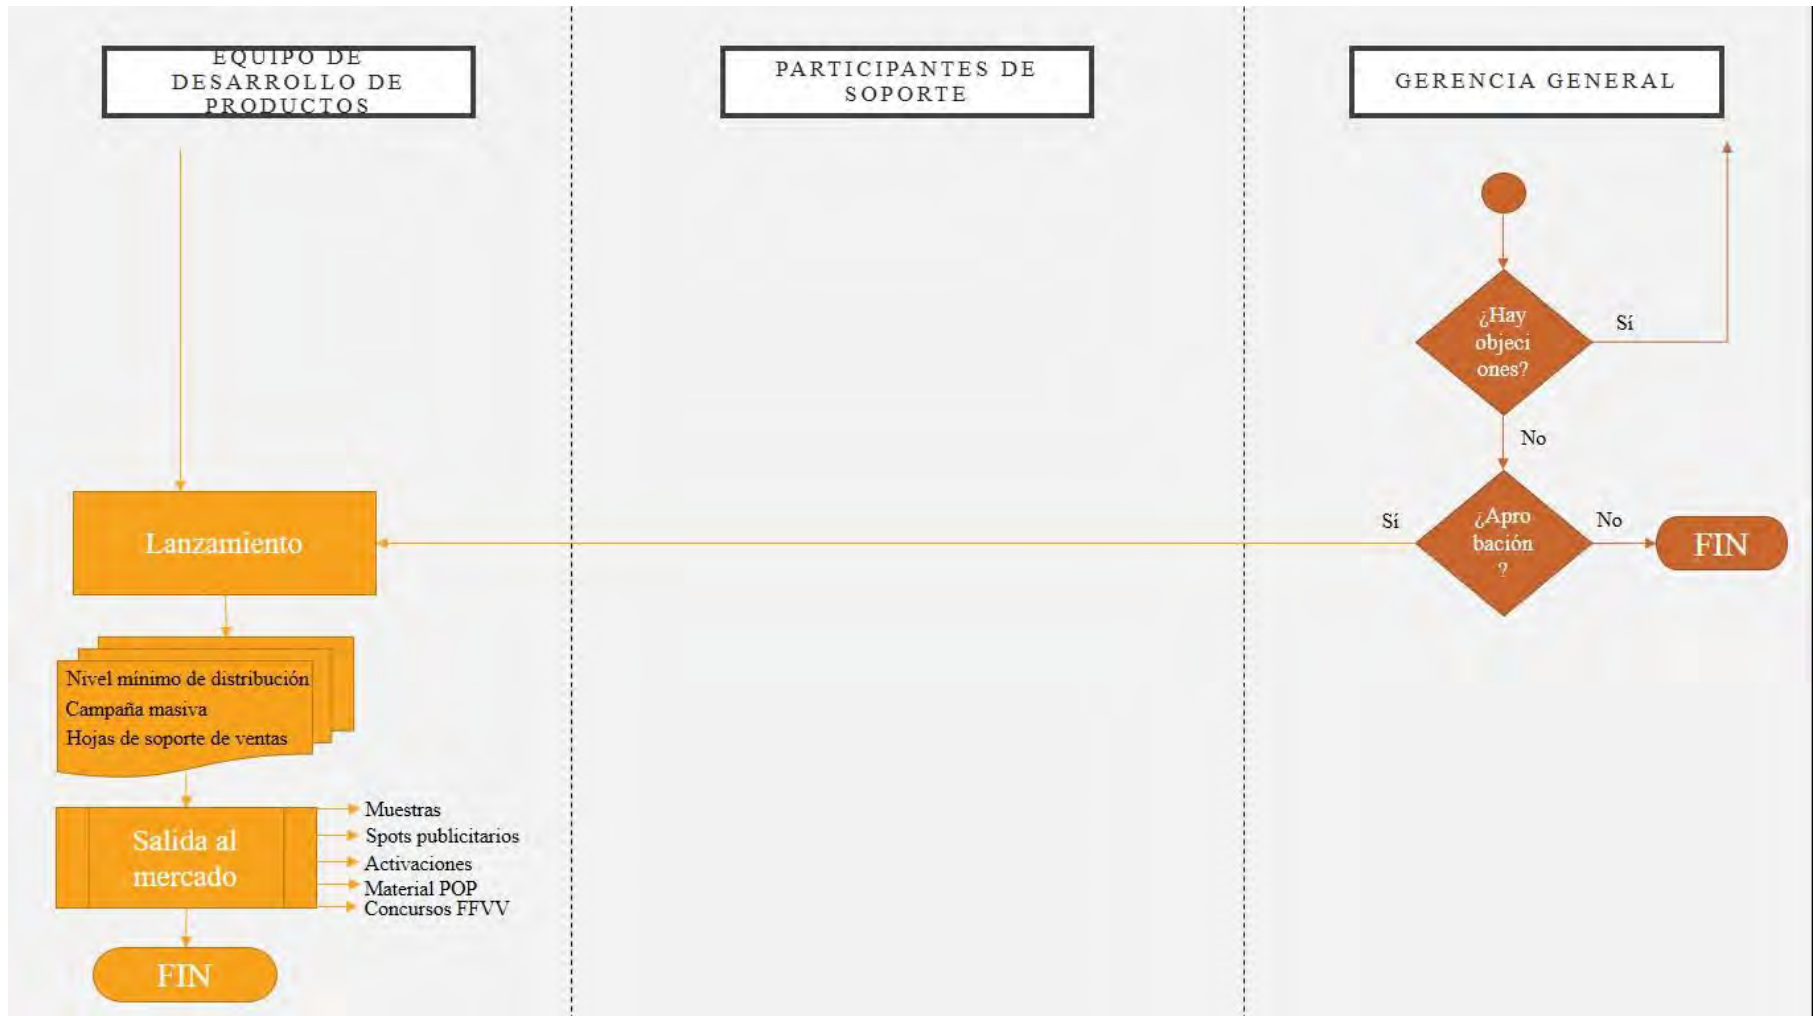 EQUIPO DE
DESARROLLO DE
PRODUCTOS
PARTICIPANTES DE
SOPORTE
GERENCIA GENERAL
¿Hay
objeci
ones?
Sí
No
¿Apro
bación
?
Sí
No
FIN
Lanzamiento
Nivel mínimo de distribución
Campaña masiva
Hojas de soporte de ventas
Salida al
mercado
Muestras
Spots publicitarios
Activaciones
Material POP
Concursos FFVV
FIN